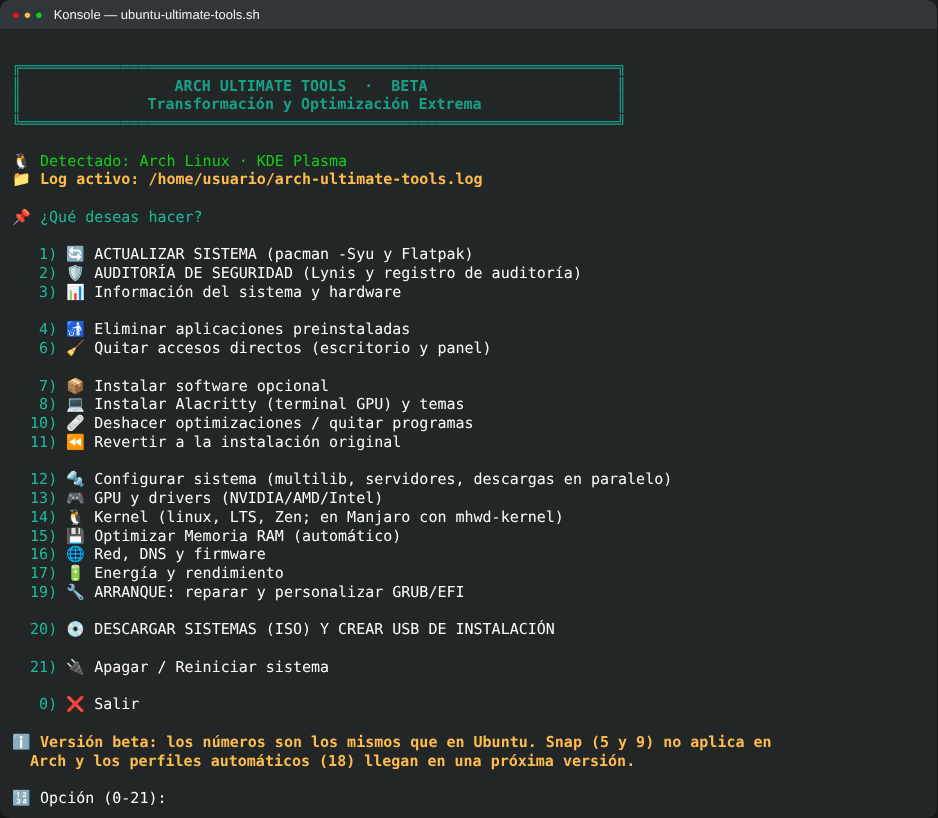 Konsole — ubuntu-ultimate-tools.sh
ARCH ULTIMATE TOOLS · BETA
Transformación y Optimización Extrema
🐧 Detectado: Arch Linux · KDE Plasma
📁 Log activo: /home/usuario/arch-ultimate-tools.log
📌 ¿Qué deseas hacer?
1) 🔄 ACTUALIZAR SISTEMA (pacman -Syu y Flatpak)
2) 🛡️ AUDITORÍA DE SEGURIDAD (Lynis y registro de auditoría)
3) 📊 Información del sistema y hardware
4) 🚮 Eliminar aplicaciones preinstaladas
6) 🧹 Quitar accesos directos (escritorio y panel)
7) 📦 Instalar software opcional
8) 💻 Instalar Alacritty (terminal GPU) y temas
10) 🩹 Deshacer optimizaciones / quitar programas
11) ⏪ Revertir a la instalación original
12) 🔩 Configurar sistema (multilib, servidores, descargas en paralelo)
13) 🎮 GPU y drivers (NVIDIA/AMD/Intel)
14) 🐧 Kernel (linux, LTS, Zen; en Manjaro con mhwd-kernel)
15) 💾 Optimizar Memoria RAM (automático)
16) 🌐 Red, DNS y firmware
17) 🔋 Energía y rendimiento
19) 🔧 ARRANQUE: reparar y personalizar GRUB/EFI
20) 💿 DESCARGAR SISTEMAS (ISO) Y CREAR USB DE INSTALACIÓN
21) 🔌 Apagar / Reiniciar sistema
0) ❌ Salir
ℹ️ Versión beta: los números son los mismos que en Ubuntu. Snap (5 y 9) no aplica en
Arch y los perfiles automáticos (18) llegan en una próxima versión.
🔢 Opción (0-21):